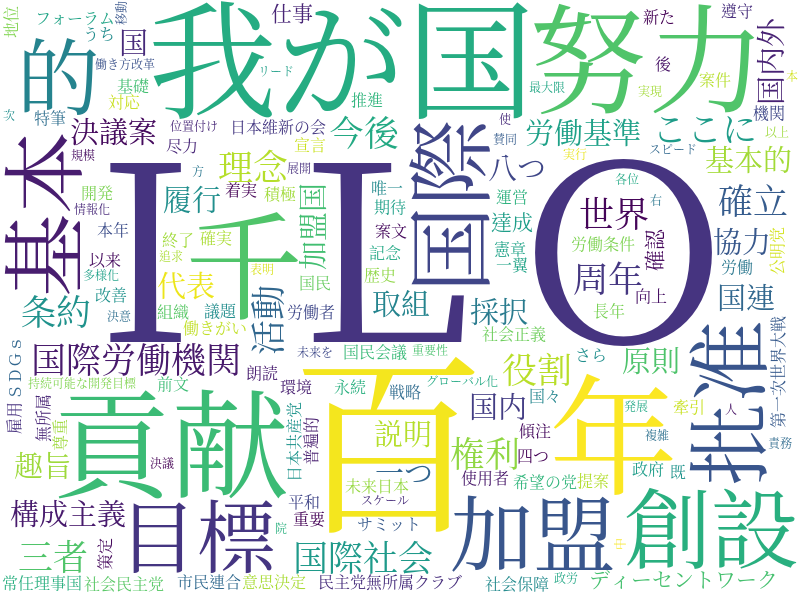 フォーラム
移動
仕事
新た
遵守
地位
うち
働き方改革
国
我が国
努力
国内外
リード
後
的
基礎
対応
推進
最大限
実現
案件
本
次
特筆
決議案
位置付け
日本維新の会
今後
使
機関
規模
尽力
宣言
賛同
労働基準
ここに
以上
スピード
基本
理念
方
展開
国際
八つ
実行
基本的
開発
履行
着実
積極
加盟国
唯一
運営
各位
右
確立
情報化
期待
達成
世界
本年
千
案文
憲章
協力
以来
終了
確実
ILO
記念
一翼
労働条件
確認
労働
公明党
多様化
追求
表明
国民
歴史
周年
代表
改善
組織
議題
労働者
取組
採択
長年
向上
国連
条約
決意
働きがい
活動
社会正義
国際労働機関
未来を
国民会議
重要性
さら
原則
批准
第一次世界大戦
持続可能な開発目標
前文
朗読
環境
永続
戦略
グローバル化
役割
国々
発展
牽引
人
SDGs
雇用
無所属
尊重
貢献
日本共産党
普遍的
百
説明
国内
年
傾注
複雑
責務
趣旨
決議
一つ
権利
四つ
政府
既
未来日本
使用者
希望の党
提案
構成主義
目標
平和
重要
スケール
サミット
加盟
創設
三者
策定
院
国際社会
中
常任理事国
社会民主党
市民連合
意思決定
民主党無所属クラブ
社会保障
政労
ディーセントワーク